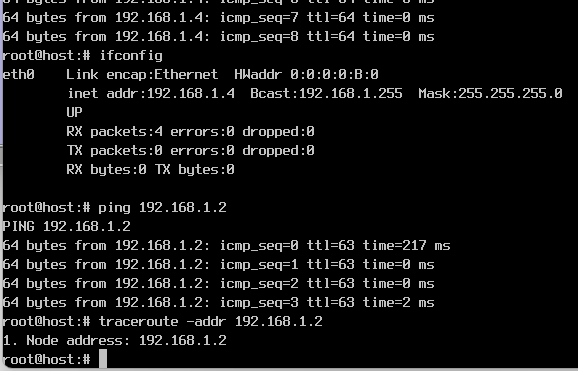 64 bytes from 192.168.1.4: icmp_seq=7 ttl=64 time=0 ms
64 bytes from 192.168.1.4: icmp_seq=8 ttl=64 time=0 ms
root@host:# ifconfig
eth0    Link encap:Ethernet  HWaddr 0:0:0:0:B:0
        inet addr:192.168.1.4  Bcast:192.168.1.255  Mask:255.255.255.0
        UP
        RX packets:4 errors:0 dropped:0
        TX packets:0 errors:0 dropped:0
        RX bytes:0 TX bytes:0
root@host:# ping 192.168.1.2
PING 192.168.1.2
64 bytes from 192.168.1.2: icmp_seq=0 ttl=63 time=217 ms
64 bytes from 192.168.1.2: icmp_seq=1 ttl=63 time=0 ms
64 bytes from 192.168.1.2: icmp_seq=2 ttl=63 time=0 ms
64 bytes from 192.168.1.2: icmp_seq=3 ttl=63 time=2 ms
root@host:# traceroute -addr 192.168.1.2
1. Node address: 192.168.1.2
root@host:#